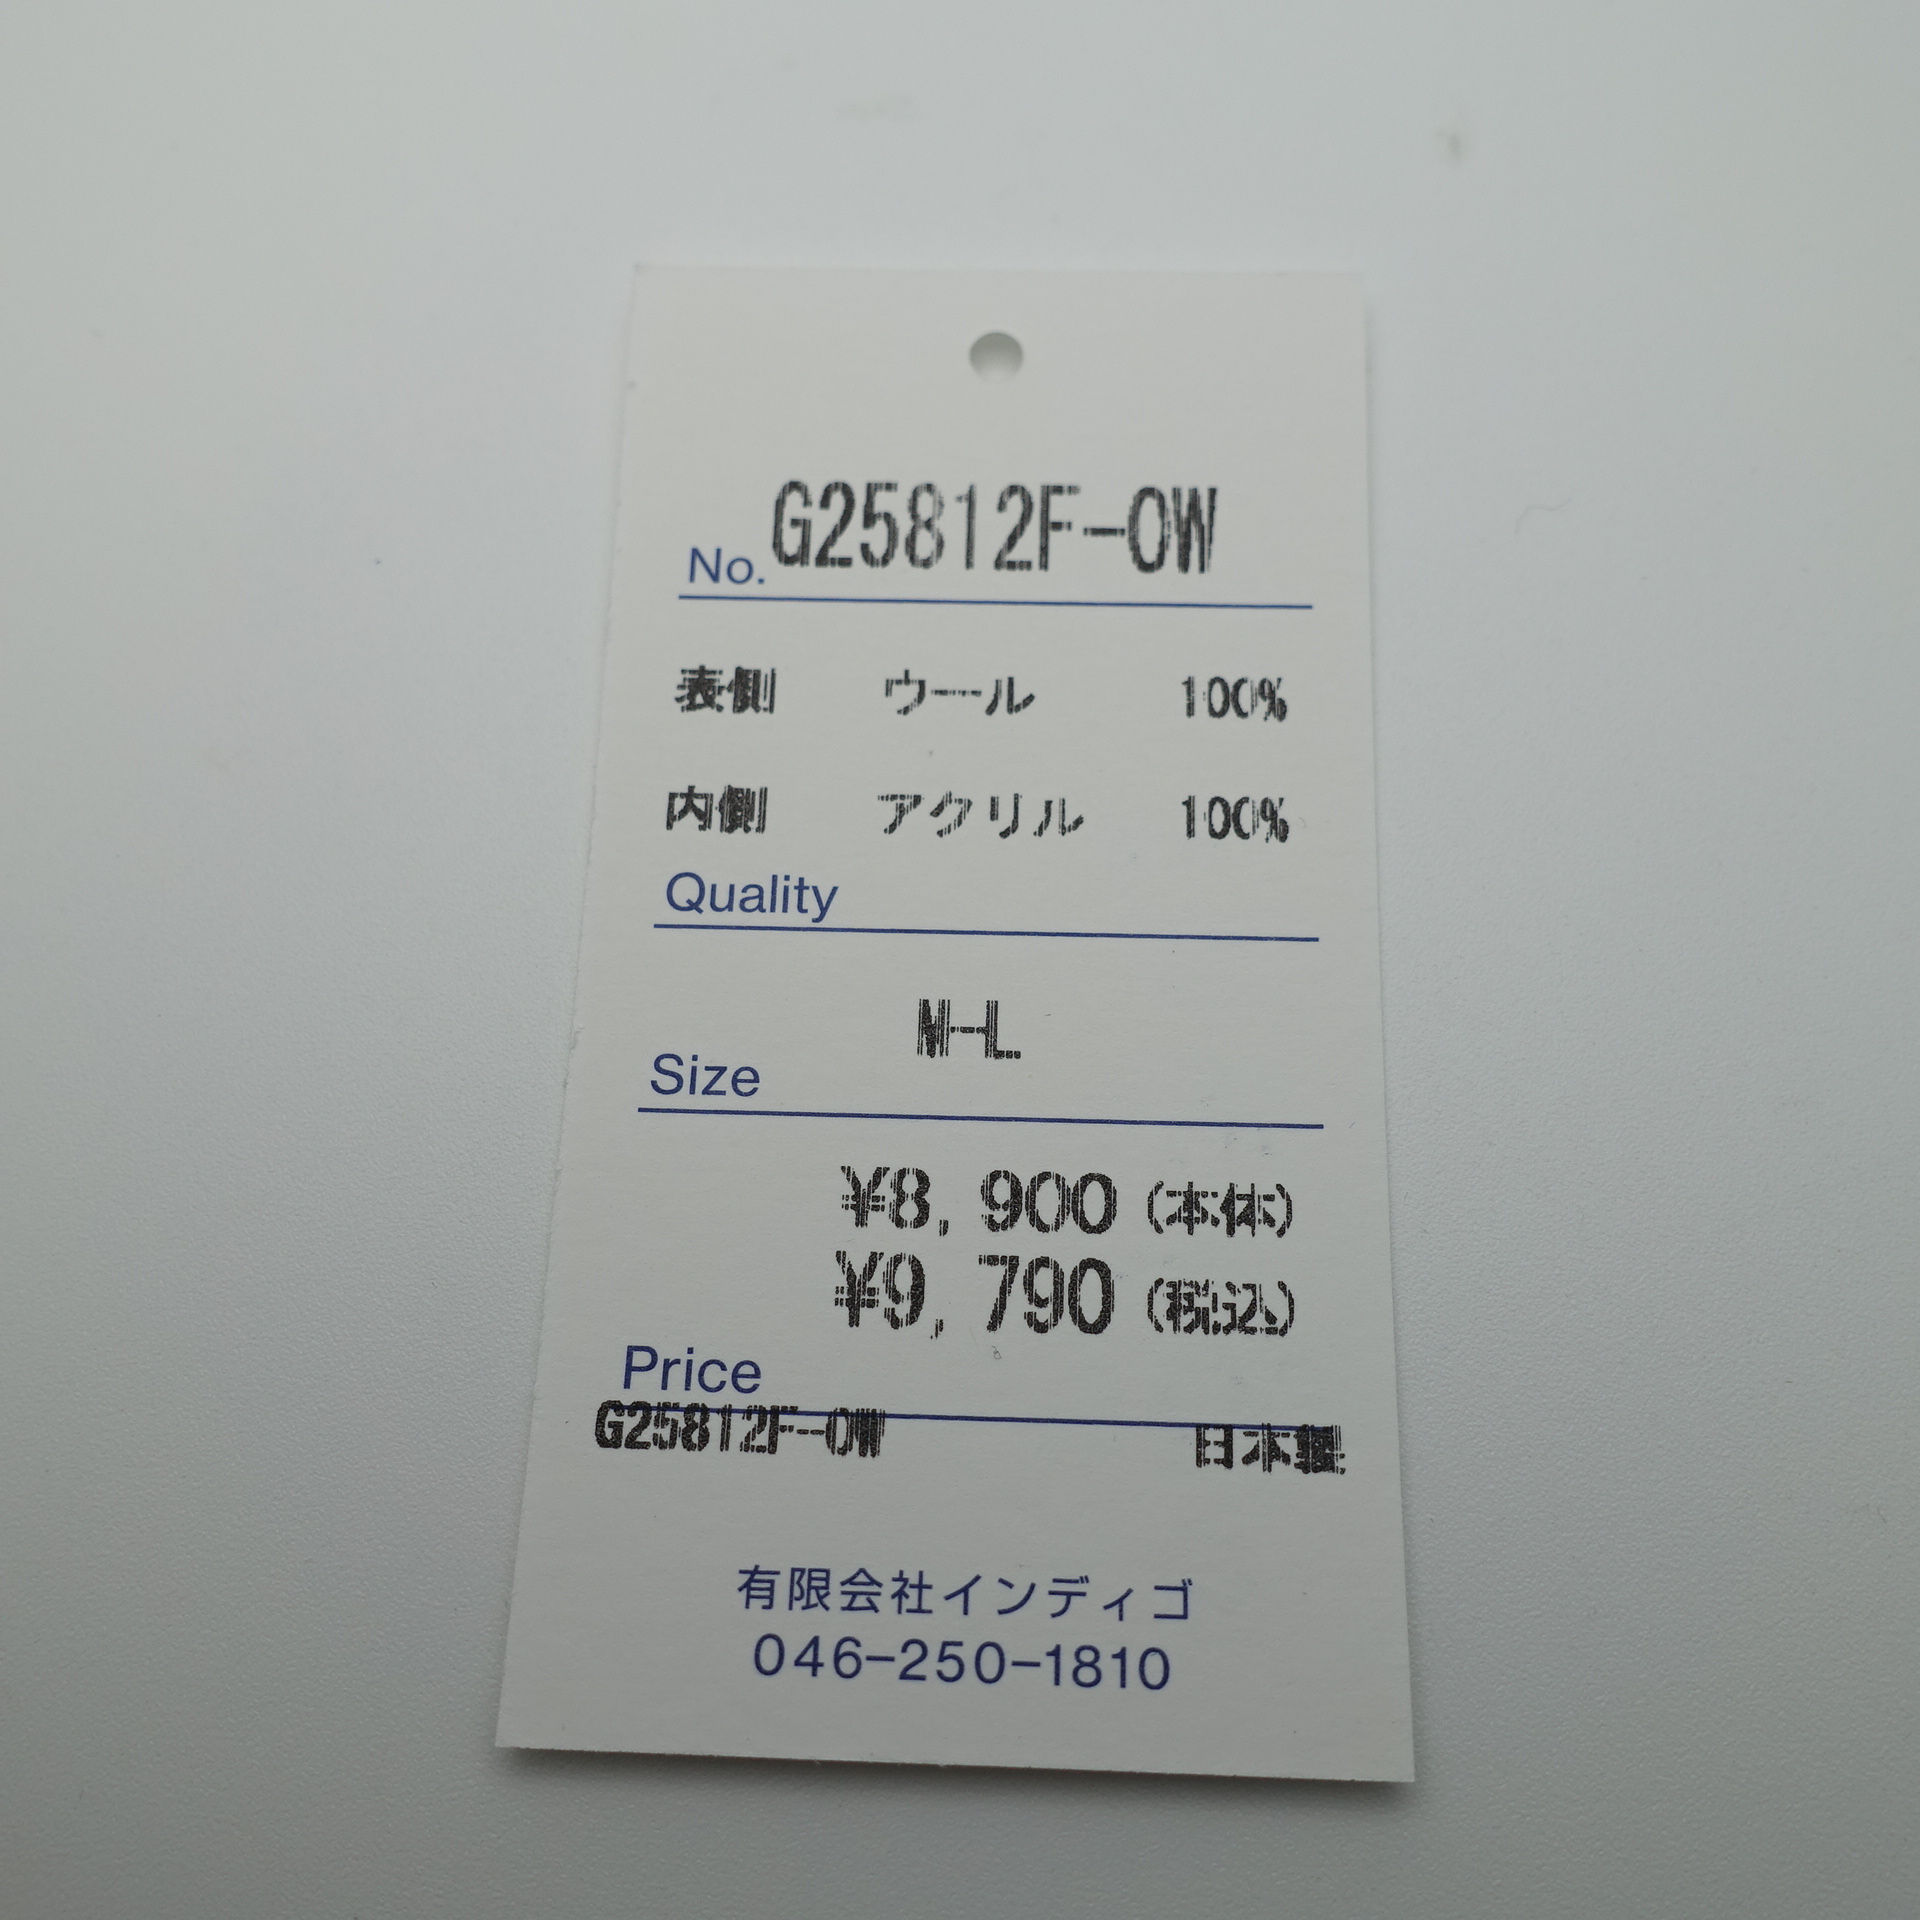 No. G25812F-OW
表側 ウール 100%
内側 アクリル 100%
Quality
M-L
Size
¥8,900(本体)
¥9,790(税込)
Price
G25812F-OW 日本製
有限会社インディゴ
046-250-1810